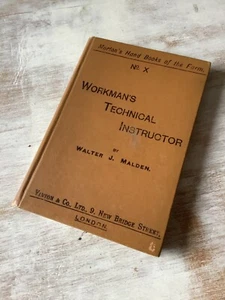 Morton's Hand Books of the Farm.
No. X
WORKMAN'S
TECHNICAL
INSTRUCTOR
BY
WALTER J. MALDEN.
VINTON & CO., LTD., 9, NEW BRIDGE STREET,
LONDON.